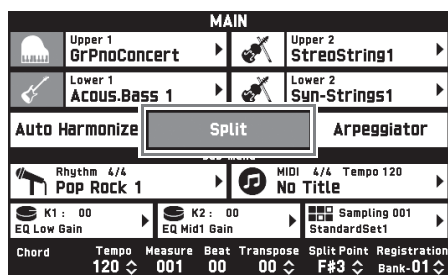 MAIN
Upper 1
GrPnoConcert
Upper 2
StreoString1
Lower 1
Acous.Bass 1
Lower 2
Syn-Strings1
Auto Harmonize
Split
Arpeggiator
Rhythm 4/4
Pop Rock 1
MIDI 4/4 Tempo 120
No Title
K1 : 00
EQ Low Gain
K2 : 00
EQ Mid1 Gain
Sampling 001
StandardSet1
Chord Tempo Measure Beat Transpose Split Point Registration
120 001 00 00 F#3 Bank-01